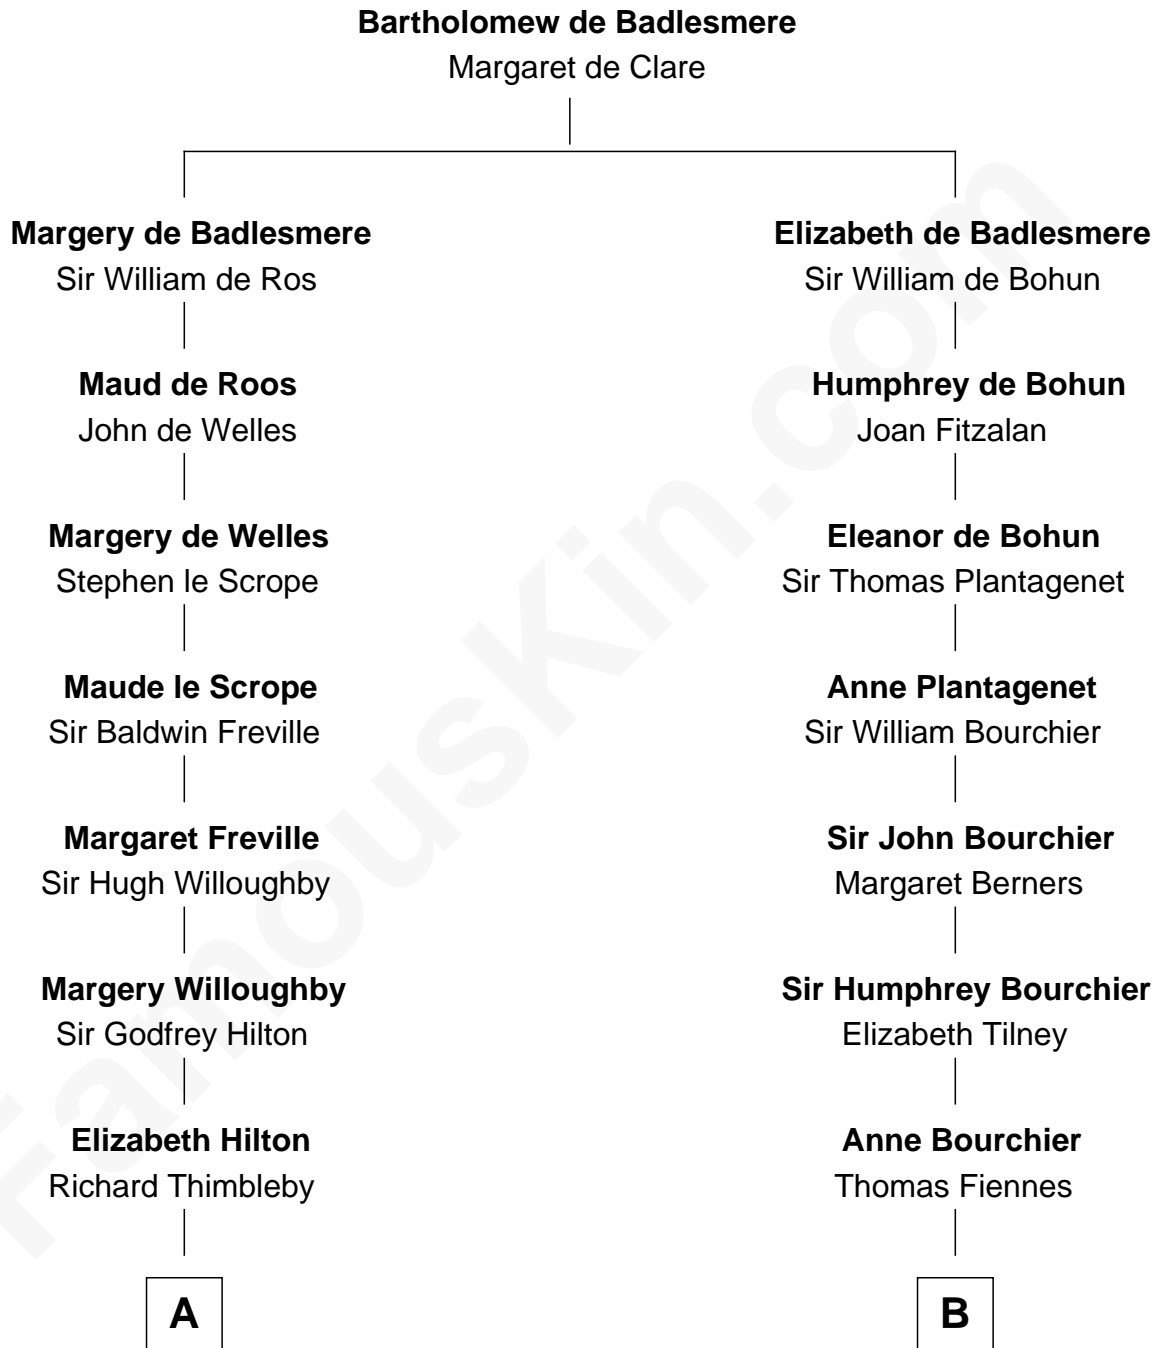 Bartholomew de Badlesmere
Margaret de Clare
Margery de Badlesmere
Sir William de Ros
Elizabeth de Badlesmere
Sir William de Bohun
Maud de Roos
John de Welles
Humphrey de Bohun
Joan Fitzalan
Margery de Welles
Stephen le Scrope
Eleanor de Bohun
Sir Thomas Plantagenet
Maude le Scrope
Sir Baldwin Freville
Anne Plantagenet
Sir William Bourchier
Margaret Freville
Sir Hugh Willoughby
Sir John Bourchier
Margaret Berners
Margery Willoughby
Sir Godfrey Hilton
Sir Humphrey Bourchier
Elizabeth Tilney
Elizabeth Hilton
Richard Thimbleby
Anne Bourchier
Thomas Fiennes
A
B
FamousKin.com